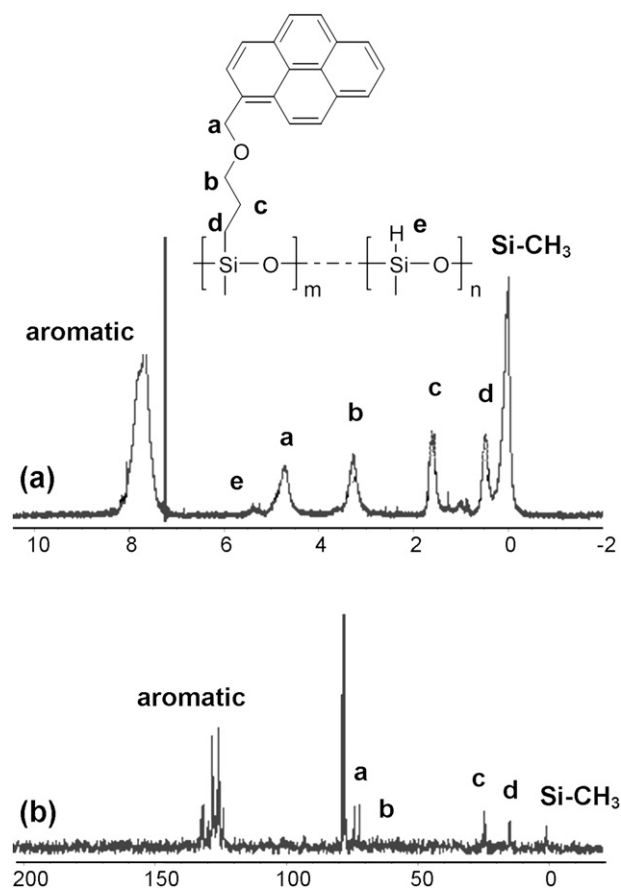 a
O
b
c
d
H e
Si-CH3
Si O m Si O n
aromatic
a
b
c
d
e
(a)
10 8 6 4 2 0 -2
aromatic
a
b
c
d
Si-CH3
(b)
200 150 100 50 0